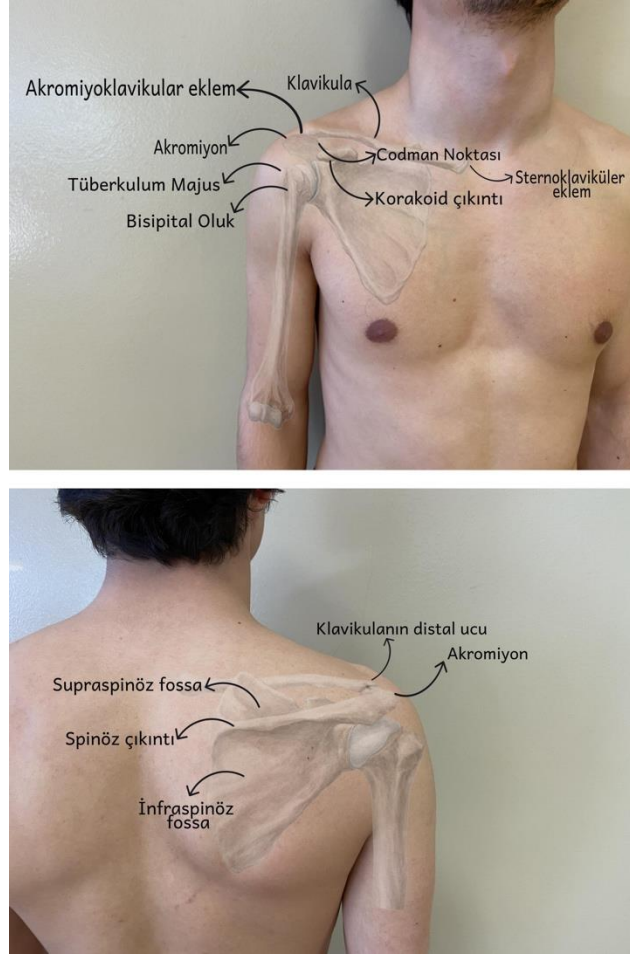 Klavikula
Akromiyoklavikular eklem
Akromiyon
Codman Noktası
Tüberkulum Majus
Sternoklaviküler
eklem
Korakoid çıkıntı
Bisipital Oluk
Klavikulanın distal ucu
Akromiyon
Supraspinöz fossa
Spinöz çıkıntı
İnfraspinöz
fossa